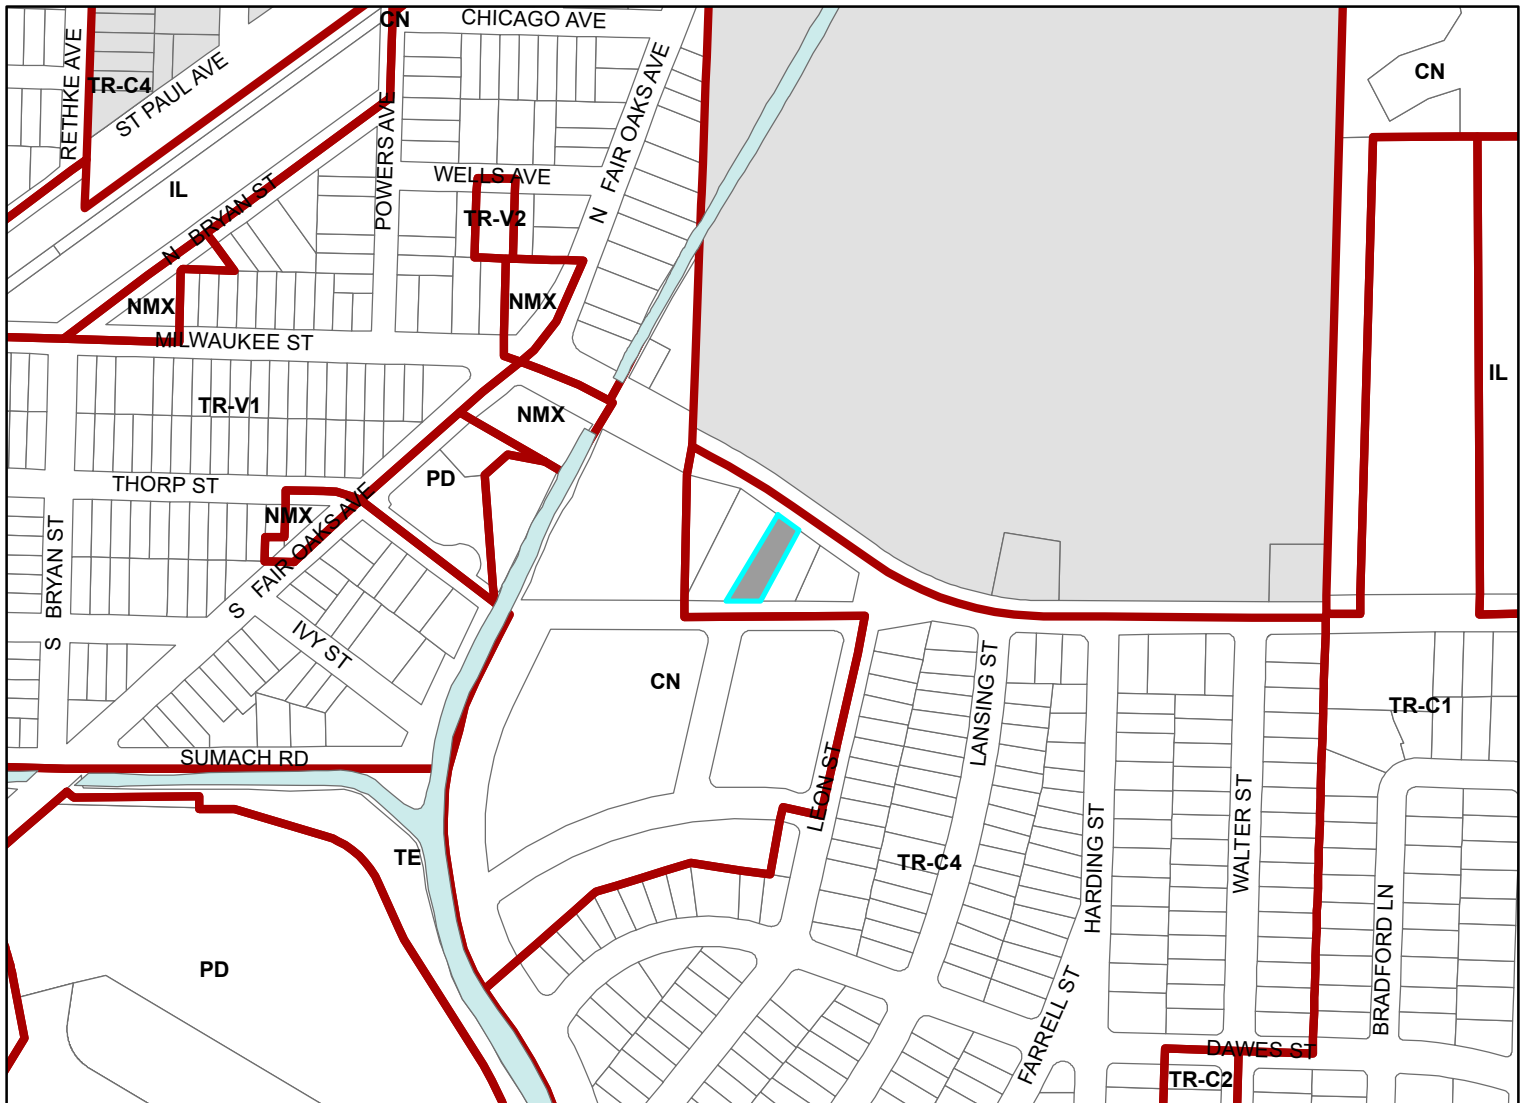 CN
CHICAGO AVE
RETHKE AVE
TR-C4
ST PAUL AVE
N FAIR OAKS AVE
CN
POWERS AVE
WELLS AVE
IL
N BRYAN ST
TR-V2
NMX
NMX
MILWAUKEE ST
IL
TR-V1
NMX
PD
THORP ST
NMX
S FAIR OAKS AVE
S BRYAN ST
IVY ST
CN
LANSING ST
TR-C1
SUMACH RD
LEON ST
WALTER ST
HARDING ST
TE
TR-C4
BRADFORD LN
PD
FARRELL ST
DAWES ST
TR-C2